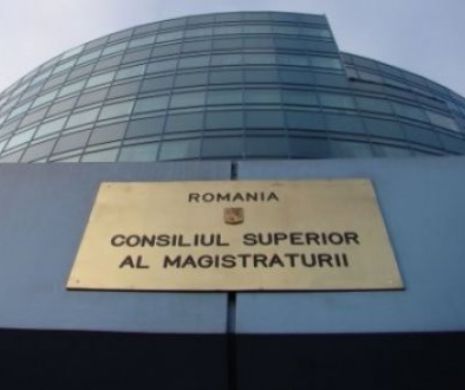 ROMANIA
CONSILIUL SUPERIOR
AL MAGISTRATURII